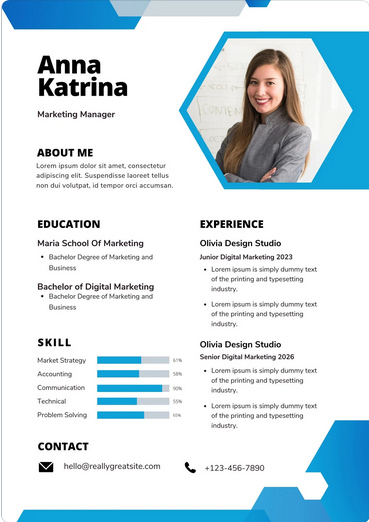 Anna
Katrina
Marketing Manager
ABOUT ME
Lorem ipsum dolor sit amet, consectetur
adipiscing elit. Suspendisse laoreet tellus
non dui volutpat, id tempor orci accumsan.
EDUCATION
Maria School Of Marketing
• Bachelor Degree of Marketing and
Business
Bachelor of Digital Marketing
• Bachelor Degree of Marketing and
Business
SKILL
Market Strategy 61%
Accounting 58%
Communication 90%
Technical 55%
Problem Solving 65%
EXPERIENCE
Olivia Design Studio
Junior Digital Marketing 2023
• Lorem ipsum is simply dummy text
of the printing and typesetting
industry.
• Lorem ipsum is simply dummy text
of the printing and typesetting
industry.
Olivia Design Studio
Senior Digital Marketing 2026
• Lorem ipsum is simply dummy text
of the printing and typesetting
industry.
• Lorem ipsum is simply dummy text
of the printing and typesetting
industry.
CONTACT
hello@reallygreatsite.com
+123-456-7890